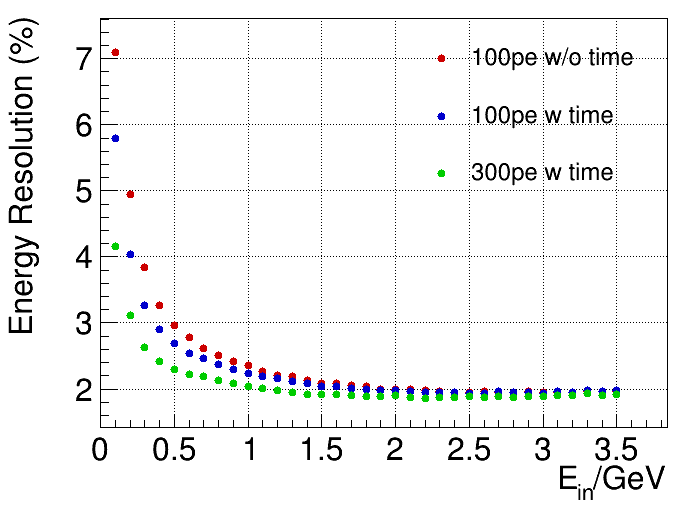 Energy Resolution (%)
7
6
5
4
3
2
100pe w/o time
100pe w time
300pe w time
0 0.5 1 1.5 2 2.5 3 3.5
E_in/GeV